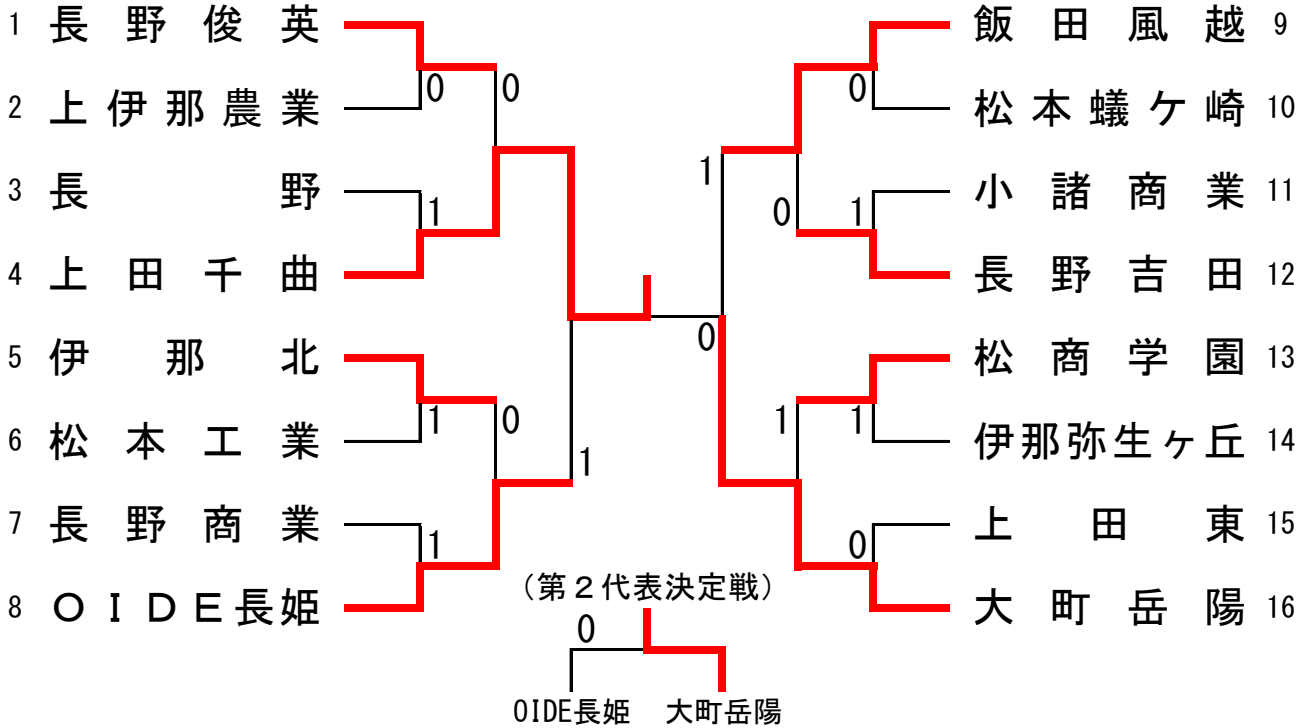 1 長野俊英
0 0
2 上伊那農業
3 長野
1
4 上田千曲
5 伊那北
1 0
6 松本工業
1
7 長野商業
1
8 ＯＩＤＥ長姫
飯田風越 9
0
松本蟻ケ崎 10
1
小諸商業 11
0 1
長野吉田 12
0
松商学園 13
1 1
伊那弥生ヶ丘 14
上田東 15
0
大町岳陽 16
(第２代表決定戦)
0
OIDE長姫 大町岳陽